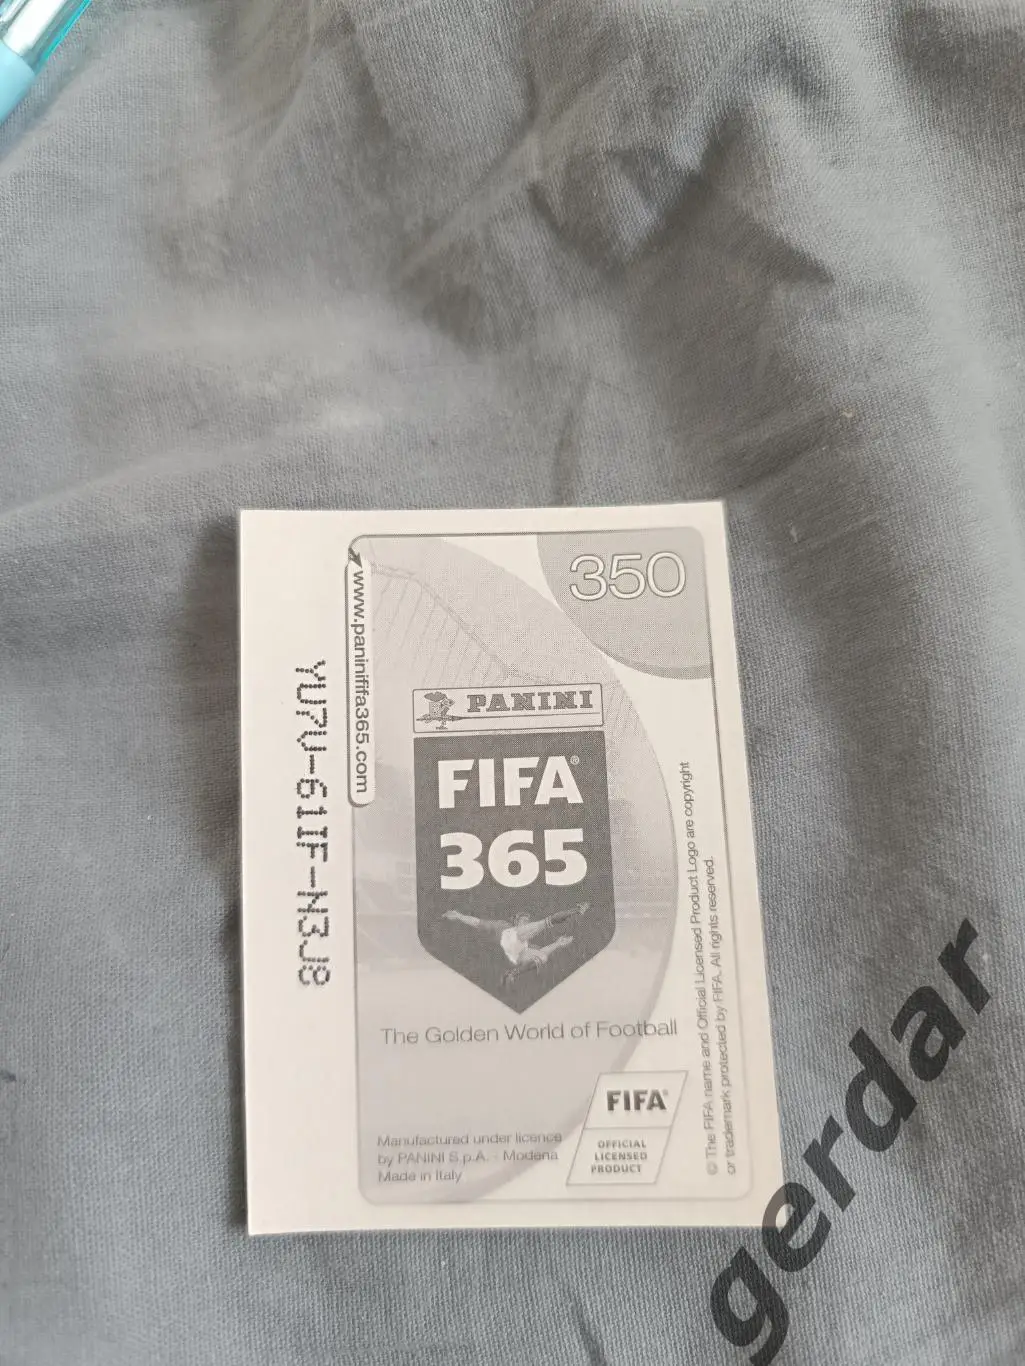 350
www.paninififa365.com
YU7V-61IF-N3J8
PANINI
FIFA®
365
The Golden World of Football
FIFA®
OFFICIAL
LICENSED
PRODUCT
Manufactured under licence
by PANINI S.p.A. - Modena
Made in Italy
© The FIFA name and Official Licensed Product Logo are copyright
or trademark protected by FIFA. All rights reserved.
gerdar